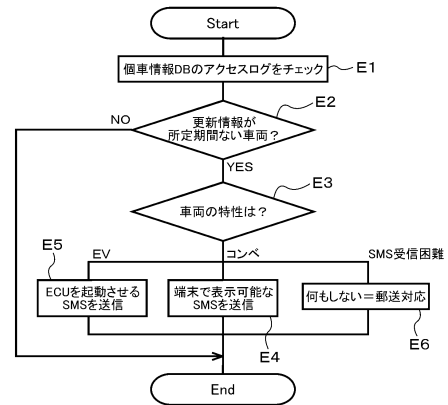 Start
個車情報DBのアクセスログをチェック
E1
E2
更新情報が
所定期間ない車両？
NO
YES
E3
車両の特性は？
E5
EV
コンベ
SMS受信困難
ECUを起動させる
SMSを送信
端末で表示可能な
SMSを送信
何もしない＝郵送対応
E4
E6
End